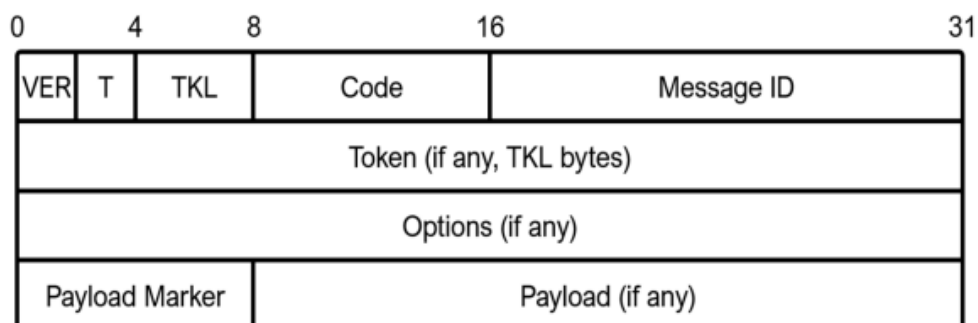 0 4 8 16 31
VER T TKL Code Message ID
Token (if any, TKL bytes)
Options (if any)
Payload Marker Payload (if any)